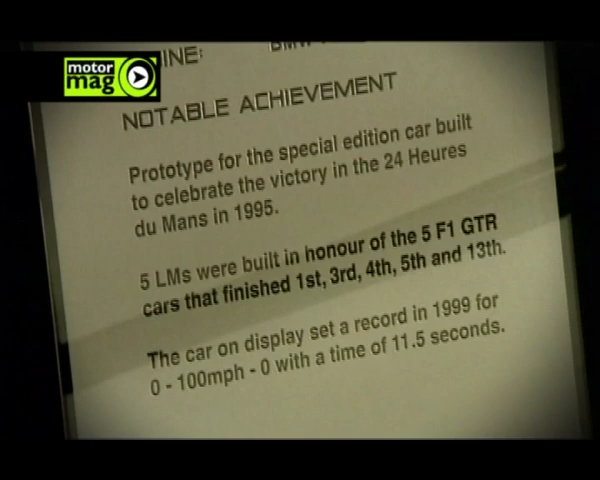 motor
mag
INE:
NOTABLE ACHIEVEMENT
Prototype for the special edition car built
to celebrate the victory in the 24 Heures
du Mans in 1995.
5 LMs were built in honour of the 5 F1 GTR
cars that finished 1st, 3rd, 4th, 5th and 13th.
The car on display set a record in 1999 for
0 - 100mph - 0 with a time of 11.5 seconds.